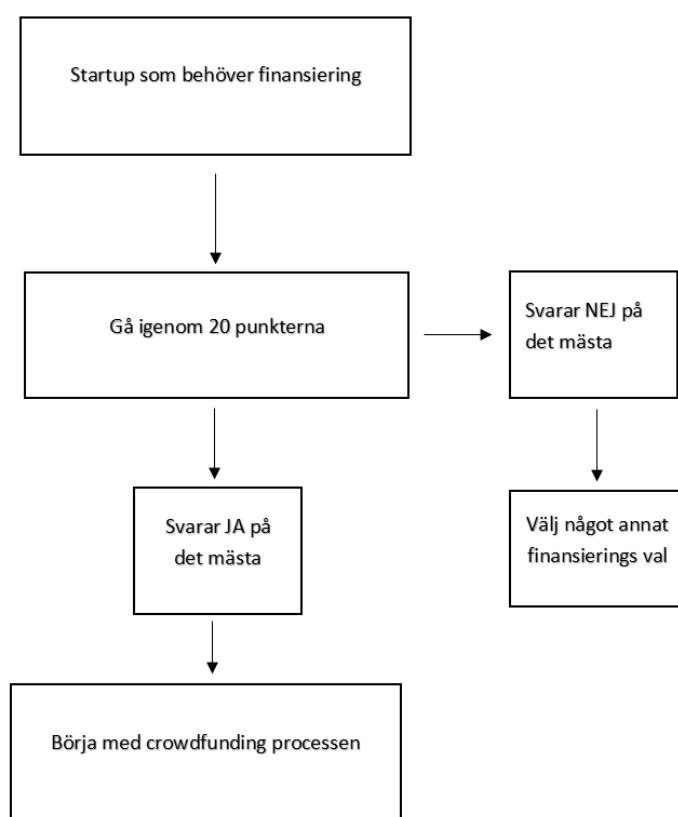 Startup som behöver finansiering
Gå igenom 20 punkterna
Svarar NEJ på
det mästa
Svarar JA på
det mästa
Välj något annat
finansierings val
Börja med crowdfunding processen